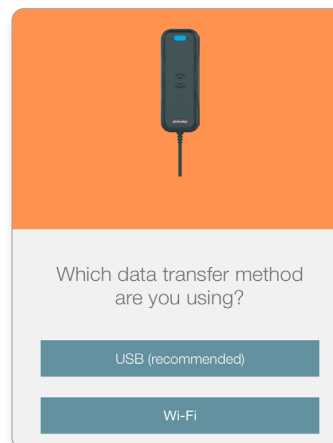 Which data transfer method
are you using?
USB (recommended)
Wi-Fi